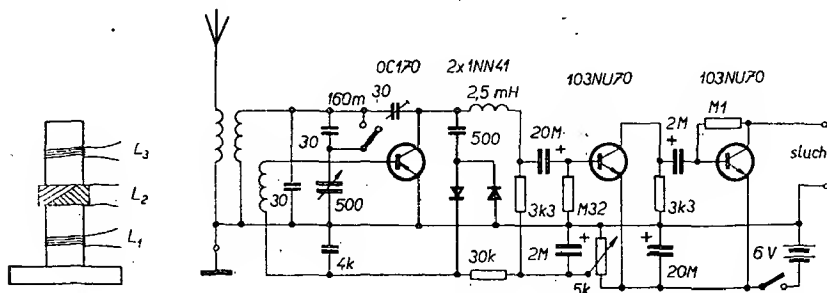 OC170
2x1NN41
103NU70
103NU70
160m
30
2,5 mH
M1
30
500
20M
+
+
2M
sluch
L3
L2
L1
30
500
3k3
M32
3k3
4k
30k
2M
+
5k
+
20M
6V